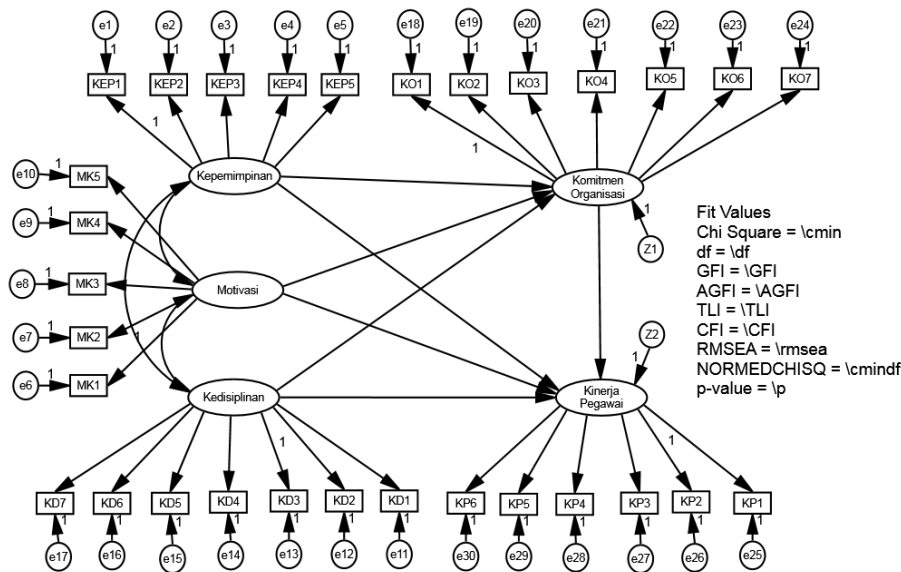 e1 e2 e3 e4 e5 e18 e19 e20 e21 e22 e23 e24
1 1 1 1 1 1 1 1 1 1 1 1
KEP1 KEP2 KEP3 KEP4 KEP5 KO1 KO2 KO3 KO4 KO5 KO6 KO7
1 1
e10 1 MK5
Kepemimpinan
Komitmen
Organisasi
e9 1 MK4
1
Z1
e8 1 MK3
Motivasi
e7 1 MK2
1
e6 1 MK1
Fit Values
Chi Square = \cmin
df = \df
GFI = \GFI
AGFI = \AGFI
TLI = \TLI
CFI = \CFI
RMSEA = \rmsea
NORMEDCHISQ = \cmindf
p-value = \p
Z2
1
Kedisiplinan
Kinerja
Pegawai
1 1
KD7 KD6 KD5 KD4 KD3 KD2 KD1 KP6 KP5 KP4 KP3 KP2 KP1
1 1 1 1 1 1 1 1 1 1 1 1 1
e17 e16 e15 e14 e13 e12 e11 e30 e29 e28 e27 e26 e25